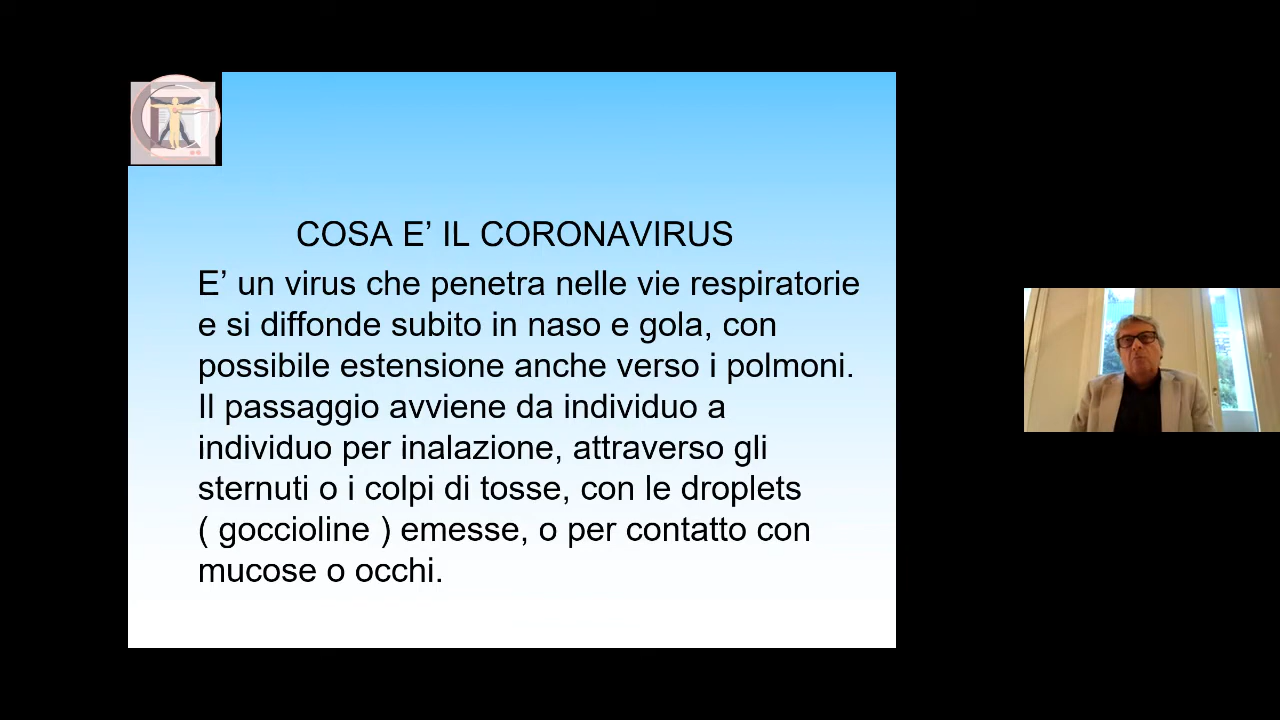 COSA E’ IL CORONAVIRUS
E’ un virus che penetra nelle vie respiratorie
e si diffonde subito in naso e gola, con
possibile estensione anche verso i polmoni.
Il passaggio avviene da individuo a
individuo per inalazione, attraverso gli
sternuti o i colpi di tosse, con le droplets
( goccioline ) emesse, o per contatto con
mucose o occhi.